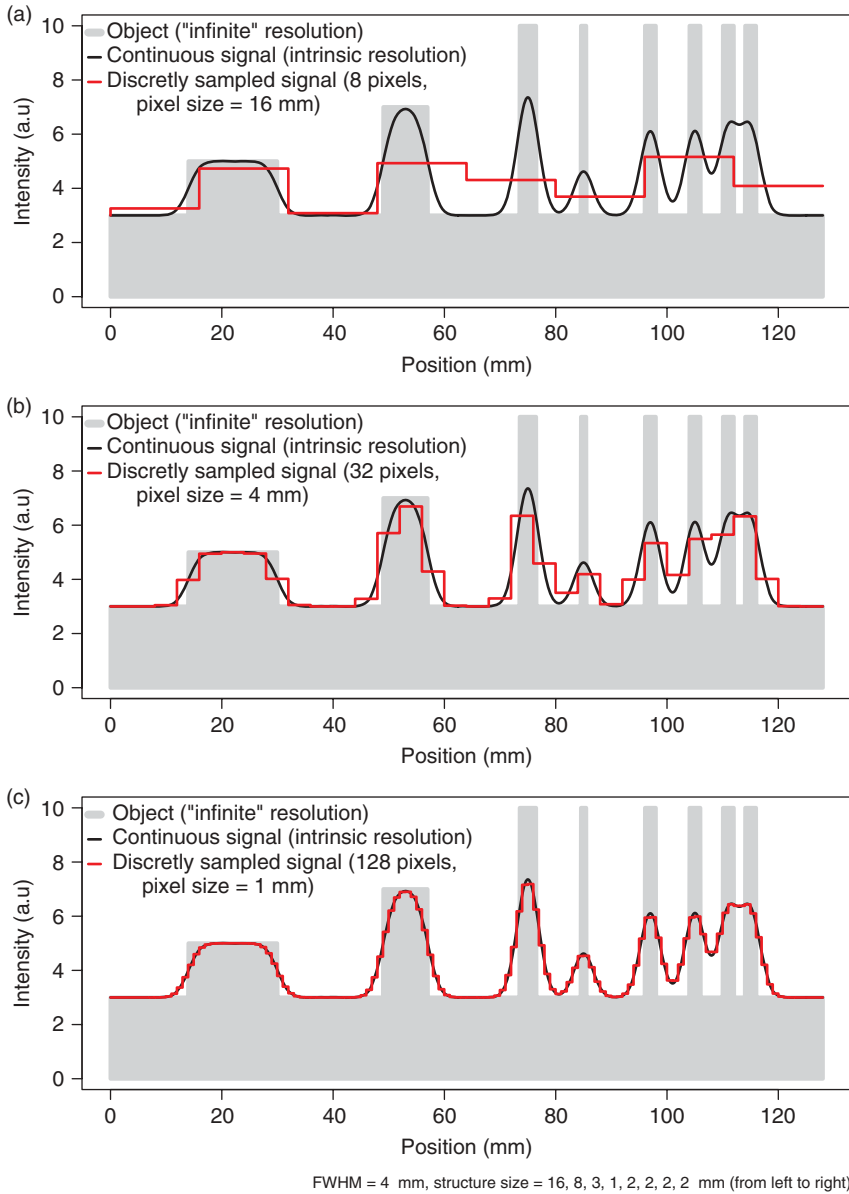 (a)
10
8
6
4
2
0
Intensity (a.u)
Object ("infinite" resolution)
Continuous signal (intrinsic resolution)
Discretly sampled signal (8 pixels,
pixel size = 16 mm)
0 20 40 60 80 100 120
Position (mm)
(b)
10
8
6
4
2
0
Intensity (a.u)
Object ("infinite" resolution)
Continuous signal (intrinsic resolution)
Discretly sampled signal (32 pixels,
pixel size = 4 mm)
0 20 40 60 80 100 120
Position (mm)
(c)
10
8
6
4
2
0
Intensity (a.u)
Object ("infinite" resolution)
Continuous signal (intrinsic resolution)
Discretly sampled signal (128 pixels,
pixel size = 1 mm)
0 20 40 60 80 100 120
Position (mm)
FWHM = 4 mm, structure size = 16, 8, 3, 1, 2, 2, 2, 2 mm (from left to right)